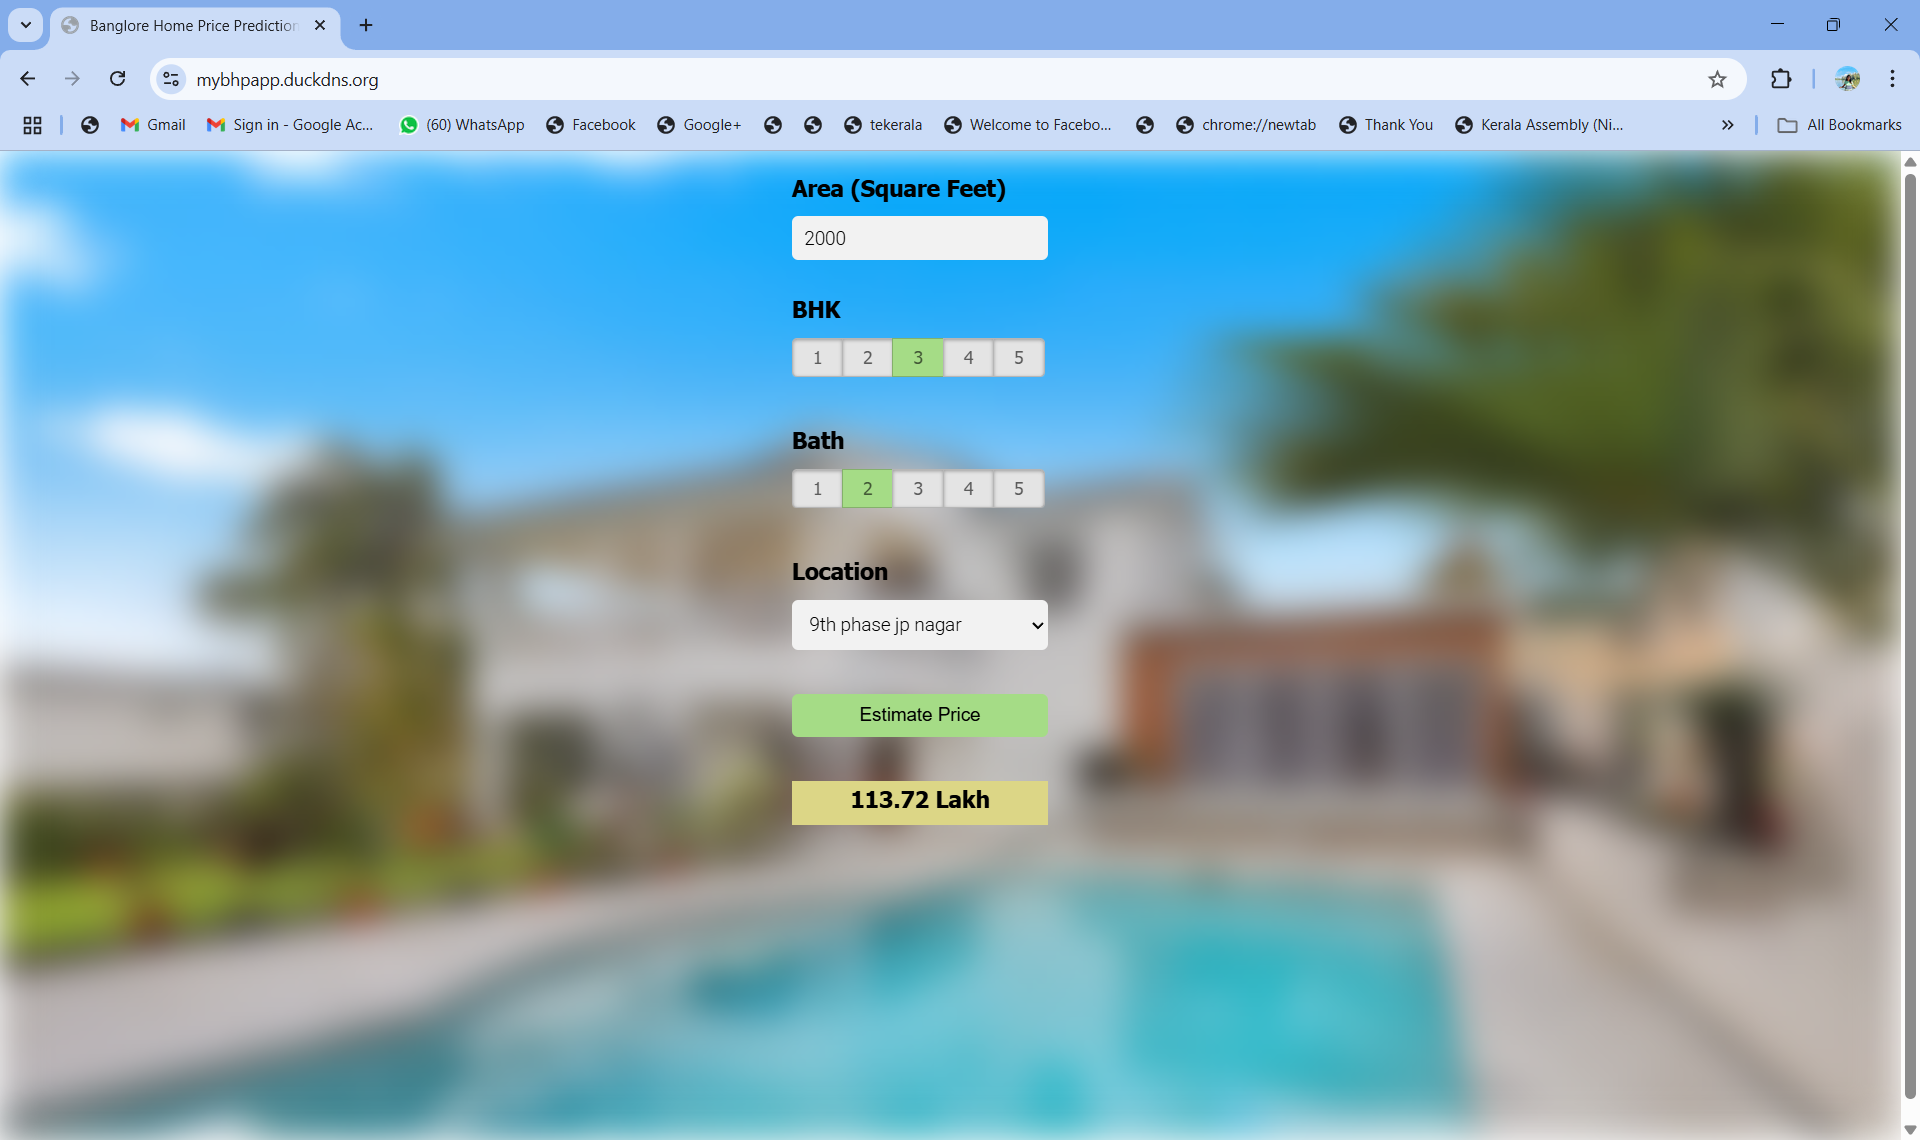 Banglore Home Price Prediction
mybhpapp.duckdns.org
Gmail Sign in - Google Ac... (60) WhatsApp Facebook Google+ tekerala Welcome to Facebo... chrome://newtab Thank You Kerala Assembly (Ni... » All Bookmarks
Area (Square Feet)
2000
BHK
1 2 3 4 5
Bath
1 2 3 4 5
Location
9th phase jp nagar
Estimate Price
113.72 Lakh